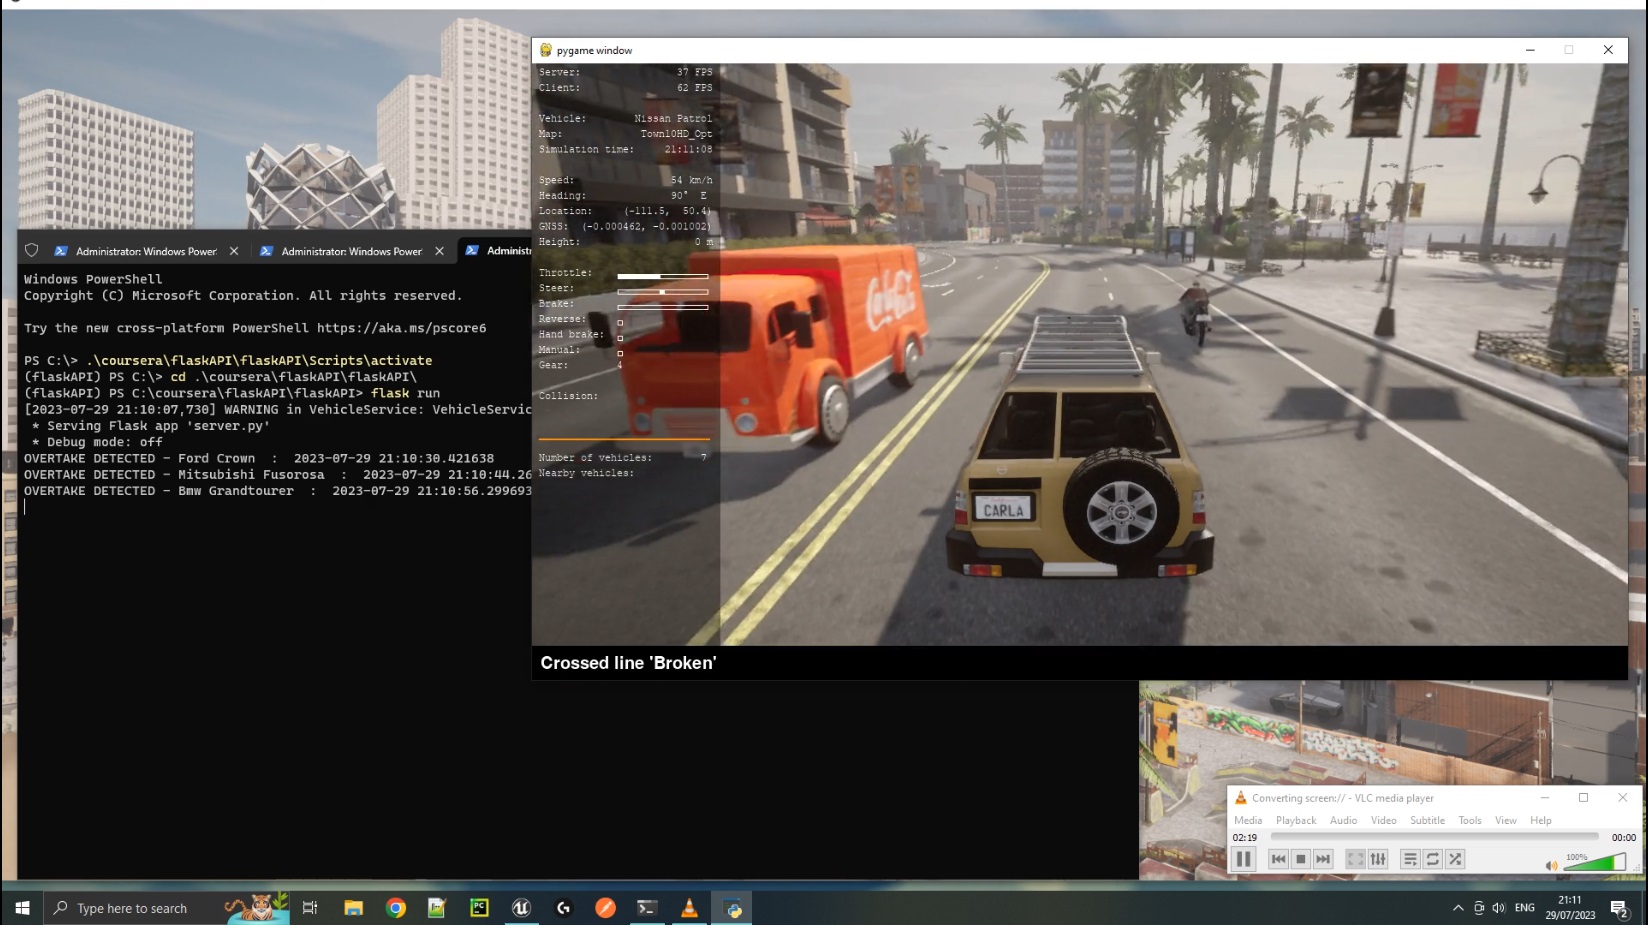 pygame window
Server: 37 FPS
Client: 62 FPS
Vehicle: Nissan Patrol
Map: Town10HD_Opt
Simulation time: 21:11:08
Speed: 54 km/h
Heading: 90° E
Location: (-111.5, 50.4)
GNSS: (-0.000462, -0.001002)
Height: 0 m
Throttle:
Steer:
Brake:
Reverse:
Hand brake:
Manual:
Gear: 4
Collision:
Number of vehicles: 7
Nearby vehicles:
Coca-Cola
CARLA
Crossed line 'Broken'
Administrator: Windows Power
Administrator: Windows Power
Administ
Windows PowerShell
Copyright (C) Microsoft Corporation. All rights reserved.
Try the new cross-platform PowerShell https://aka.ms/pscore6
PS C:\> .\coursera\flaskAPI\flaskAPI\Scripts\activate
(flaskAPI) PS C:\> cd .\coursera\flaskAPI\flaskAPI\
(flaskAPI) PS C:\coursera\flaskAPI\flaskAPI> flask run
[2023-07-29 21:10:07,730] WARNING in VehicleService: VehicleServic
* Serving Flask app 'server.py'
* Debug mode: off
OVERTAKE DETECTED - Ford Crown : 2023-07-29 21:10:30.421638
OVERTAKE DETECTED - Mitsubishi Fusorosa : 2023-07-29 21:10:44.26
OVERTAKE DETECTED - Bmw Grandtourer : 2023-07-29 21:10:56.299693
Converting screen:// - VLC media player
Media Playback Audio Video Subtitle Tools View Help
02:19 00:00
100%
Type here to search
PC
ENG
21:11
29/07/2023
2